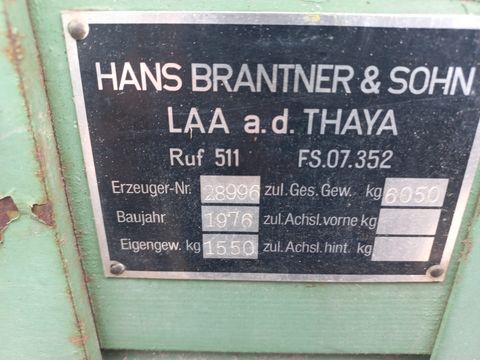 HANS BRANTNER & SOHN.
LAA a.d. THAYA
Ruf 511 FS.07.352
Erzeuger-Nr. 28996 zul.Ges.Gew. kg 6050
Baujahr 1976 zul.Achsl.vorne kg
Eigengew. kg 1550 zul.Achsl.hint. kg